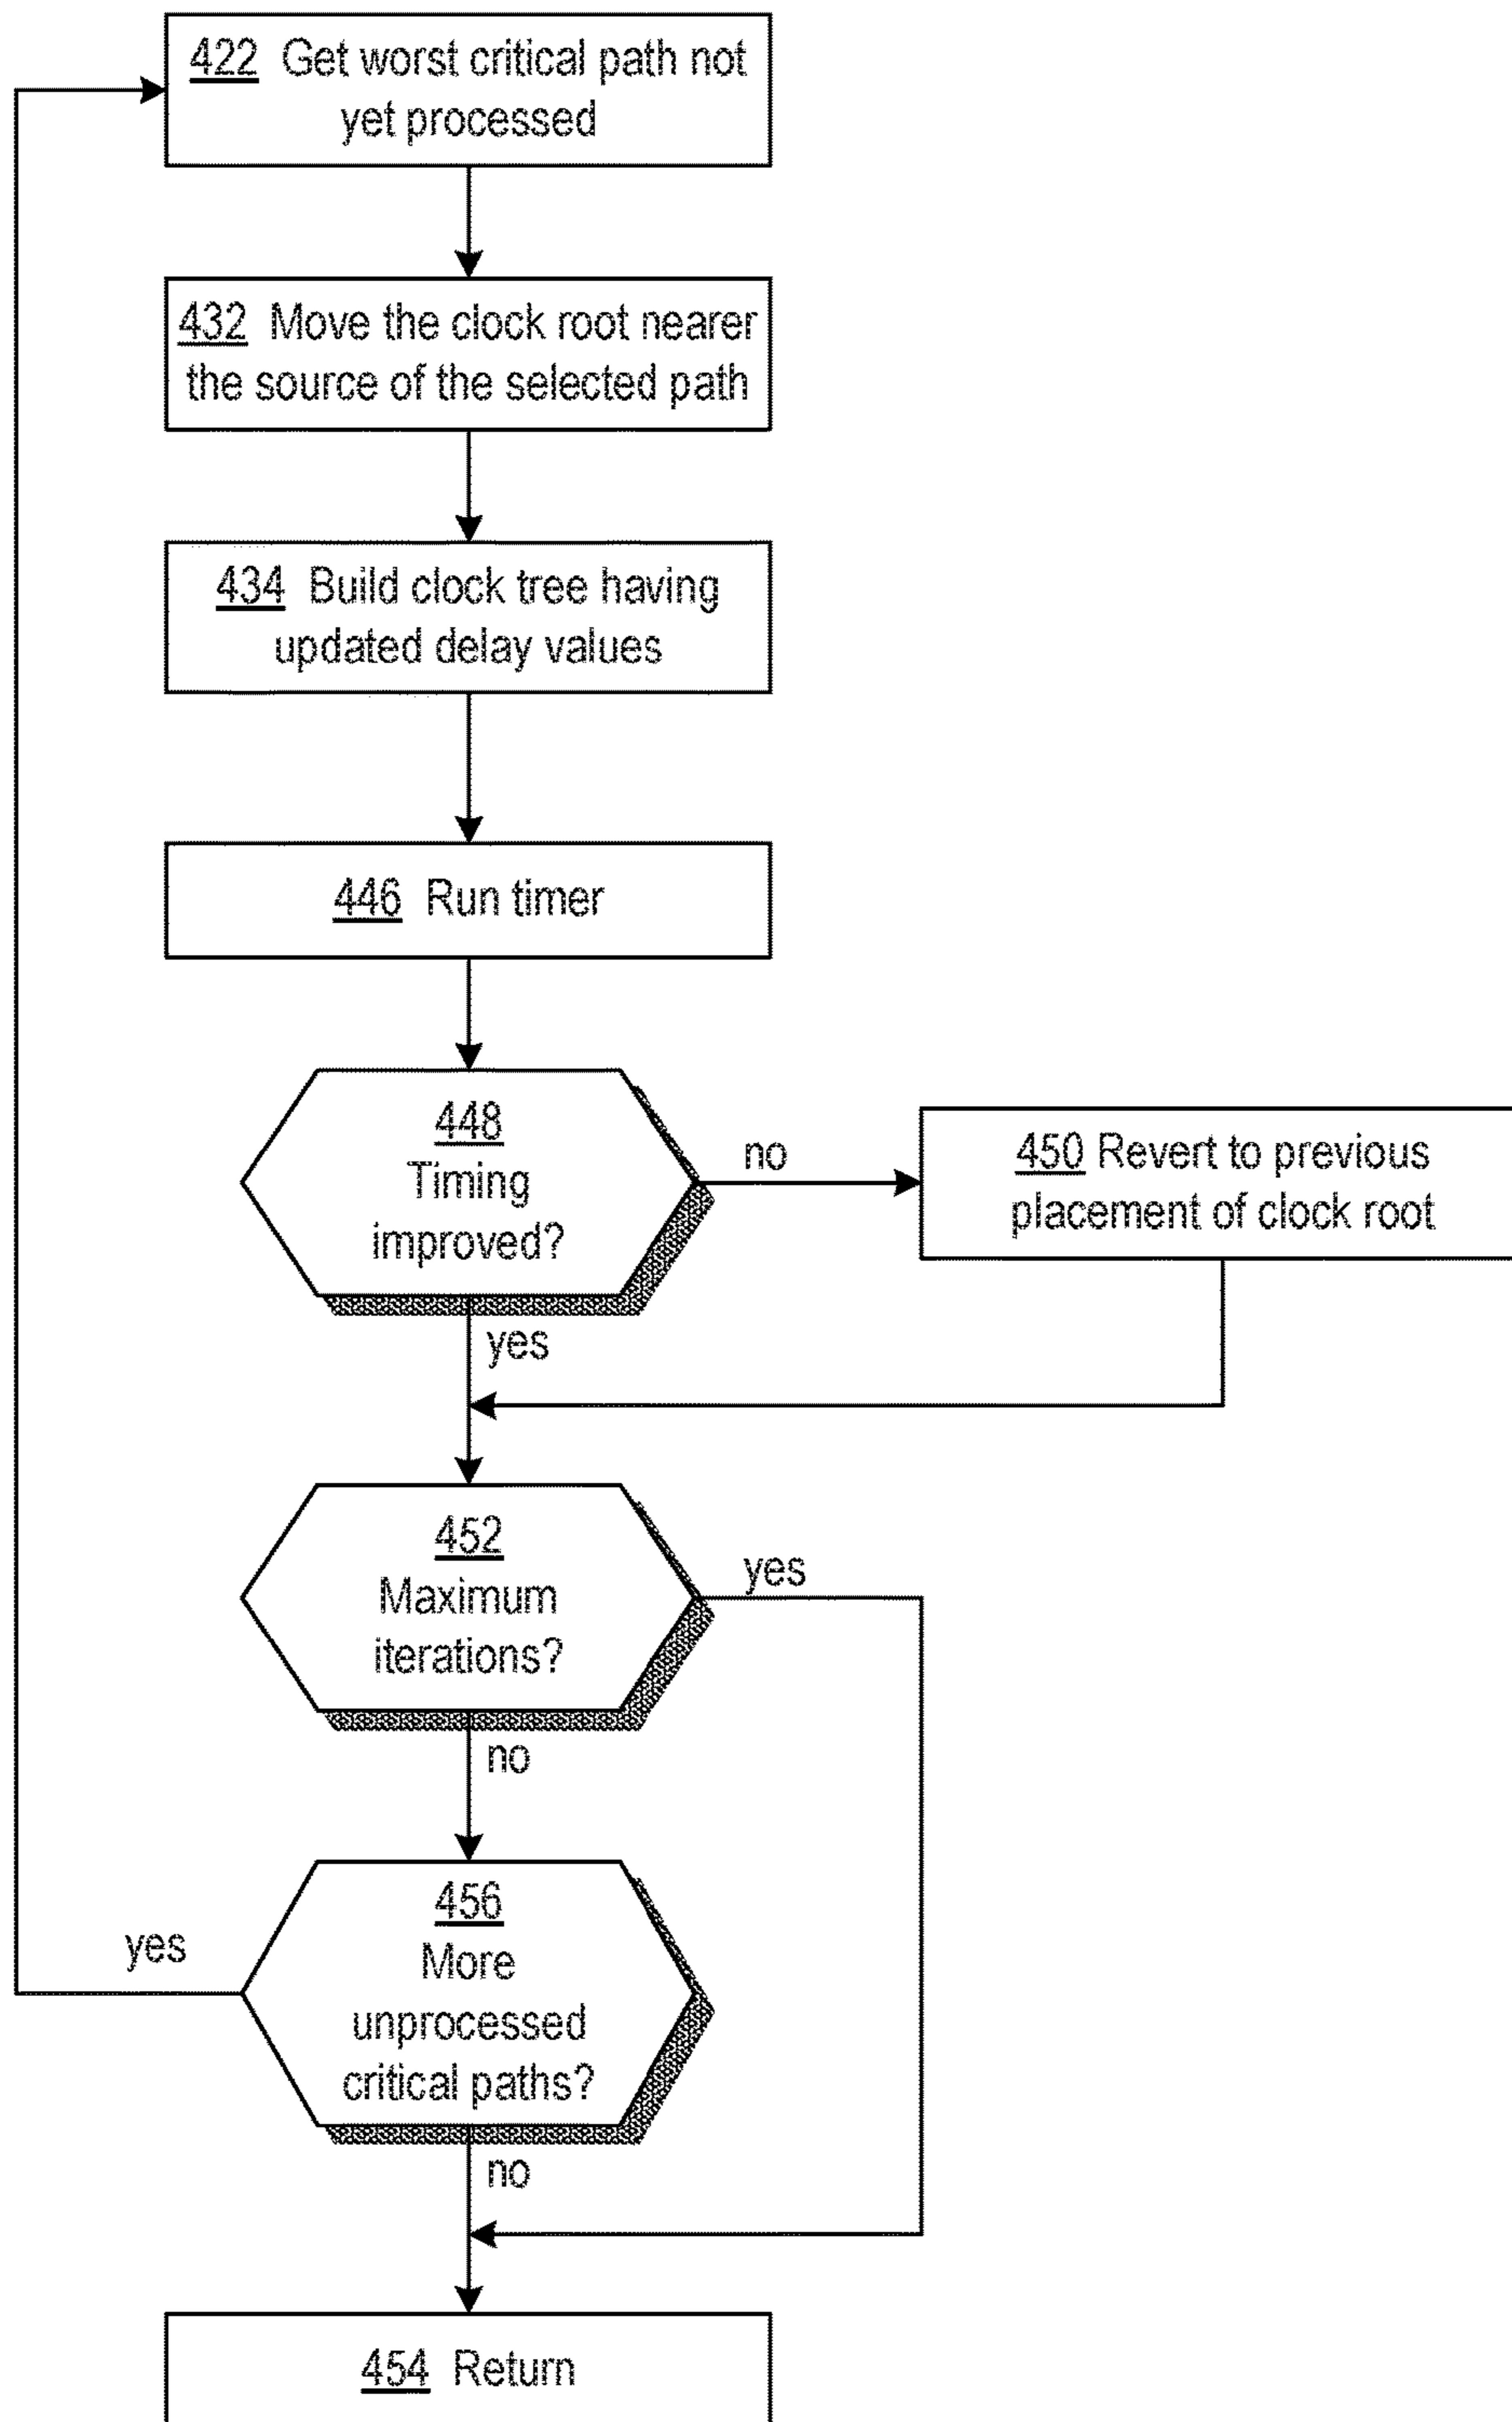 422 Get worst critical path not
yet processed
432 Move the clock root nearer
the source of the selected path
434 Build clock tree having
updated delay values
446 Run timer
448
Timing
improved?
no
450 Revert to previous
placement of clock root
yes
452
Maximum
iterations?
yes
no
456
More
unprocessed
critical paths?
yes
no
454 Return